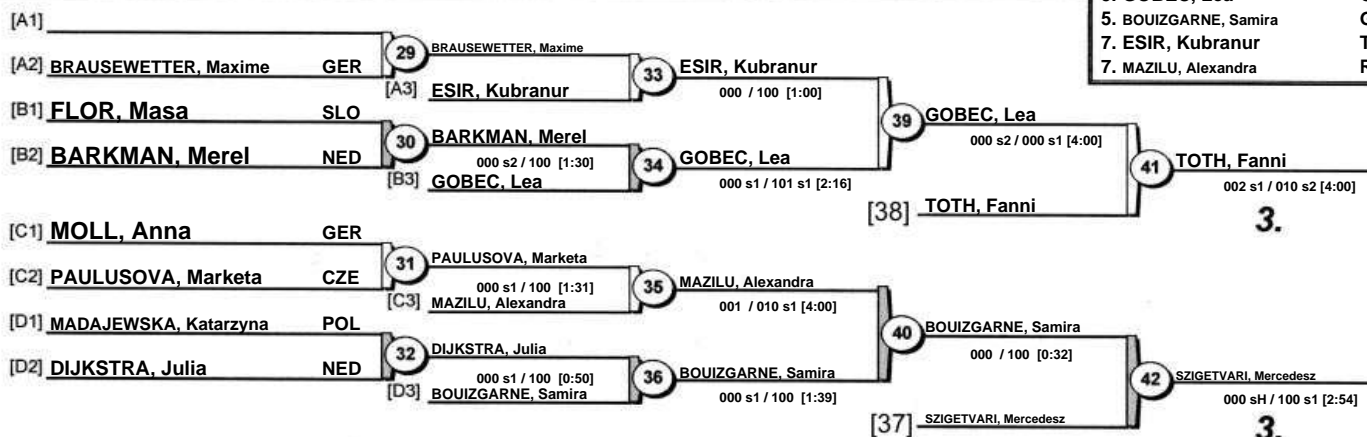 5. BOUIZGARNE, Samira
7. ESIR, Kubranur
7. MAZILU, Alexandra
[A1]
[A2] BRAUSEWETTER, Maxime GER
29
BRAUSEWETTER, Maxime
[A3] ESIR, Kubranur
33
ESIR, Kubranur
000 / 100 [1:00]
[B1] FLOR, Masa SLO
[B2] BARKMAN, Merel NED
30
BARKMAN, Merel
000 s2 / 100 [1:30]
[B3] GOBEC, Lea
34
GOBEC, Lea
000 s1 / 101 s1 [2:16]
39
GOBEC, Lea
000 s2 / 000 s1 [4:00]
[38] TOTH, Fanni
41
TOTH, Fanni
002 s1 / 010 s2 [4:00]
3.
[C1] MOLL, Anna GER
[C2] PAULUSOVA, Marketa CZE
31
PAULUSOVA, Marketa
000 s1 / 100 [1:31]
[C3] MAZILU, Alexandra
35
MAZILU, Alexandra
001 / 010 s1 [4:00]
[D1] MADAJEWSKA, Katarzyna POL
[D2] DIJKSTRA, Julia NED
32
DIJKSTRA, Julia
000 s1 / 100 [0:50]
[D3] BOUIZGARNE, Samira
36
BOUIZGARNE, Samira
000 s1 / 100 [1:39]
40
BOUIZGARNE, Samira
000 / 100 [0:32]
[37] SZIGETVARI, Mercedesz
42
SZIGETVARI, Mercedesz
000 sH / 100 s1 [2:54]
3.